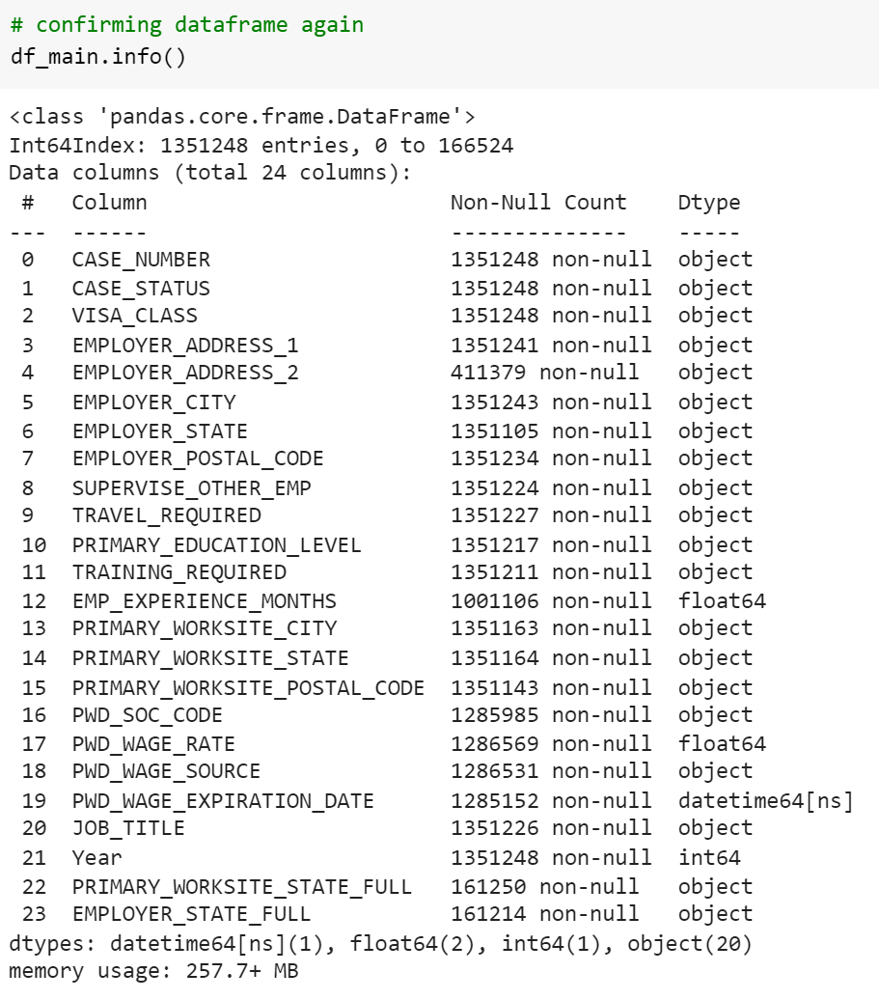 # confirming dataframe again
df_main.info()
<class 'pandas.core.frame.DataFrame'>
Int64Index: 1351248 entries, 0 to 166524
Data columns (total 24 columns):
 #   Column                        Non-Null Count    Dtype
---  ------                        --------------    -----
 0   CASE_NUMBER                   1351248 non-null  object
 1   CASE_STATUS                   1351248 non-null  object
 2   VISA_CLASS                    1351248 non-null  object
 3   EMPLOYER_ADDRESS_1            1351241 non-null  object
 4   EMPLOYER_ADDRESS_2            411379 non-null   object
 5   EMPLOYER_CITY                 1351243 non-null  object
 6   EMPLOYER_STATE                1351105 non-null  object
 7   EMPLOYER_POSTAL_CODE          1351234 non-null  object
 8   SUPERVISE_OTHER_EMP           1351224 non-null  object
 9   TRAVEL_REQUIRED               1351227 non-null  object
 10  PRIMARY_EDUCATION_LEVEL       1351217 non-null  object
 11  TRAINING_REQUIRED             1351211 non-null  object
 12  EMP_EXPERIENCE_MONTHS         1001106 non-null  float64
 13  PRIMARY_WORKSITE_CITY         1351163 non-null  object
 14  PRIMARY_WORKSITE_STATE        1351164 non-null  object
 15  PRIMARY_WORKSITE_POSTAL_CODE  1351143 non-null  object
 16  PWD_SOC_CODE                  1285985 non-null  object
 17  PWD_WAGE_RATE                 1286569 non-null  float64
 18  PWD_WAGE_SOURCE               1286531 non-null  object
 19  PWD_WAGE_EXPIRATION_DATE      1285152 non-null  datetime64[ns]
 20  JOB_TITLE                     1351226 non-null  object
 21  Year                          1351248 non-null  int64
 22  PRIMARY_WORKSITE_STATE_FULL   161250 non-null   object
 23  EMPLOYER_STATE_FULL           161214 non-null   object
dtypes: datetime64[ns](1), float64(2), int64(1), object(20)
memory usage: 257.7+ MB